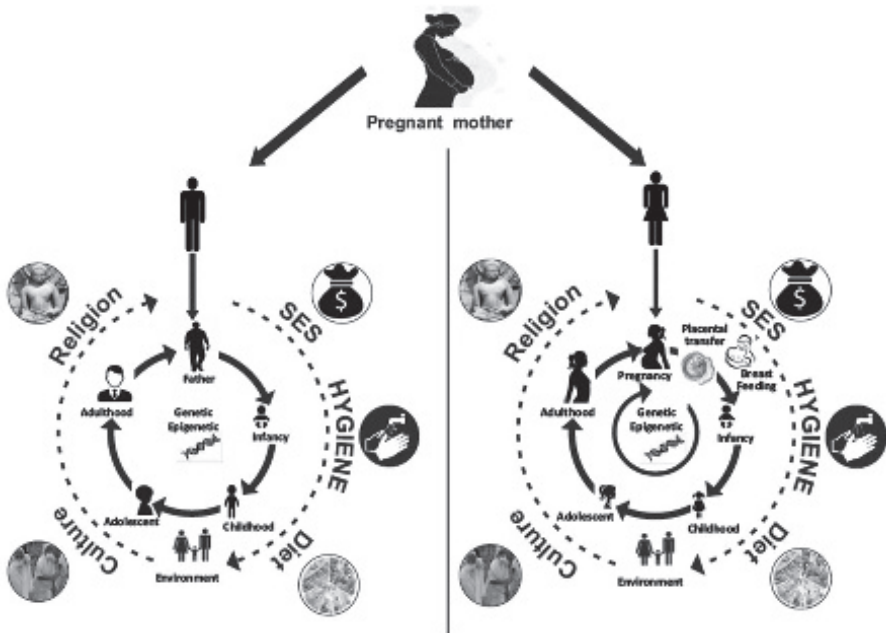 Pregnant mother
Religion
SES
HYGIENE
Diet
Culture
Father
Infancy
Childhood
Adolescent
Adulthood
Genetic
Epigenetic
Environment
$
Religion
SES
HYGIENE
Diet
Culture
Pregnancy
Placental
transfer
Breast
Feeding
Infancy
Childhood
Adolescent
Adulthood
Genetic
Epigenetic
Environment
$